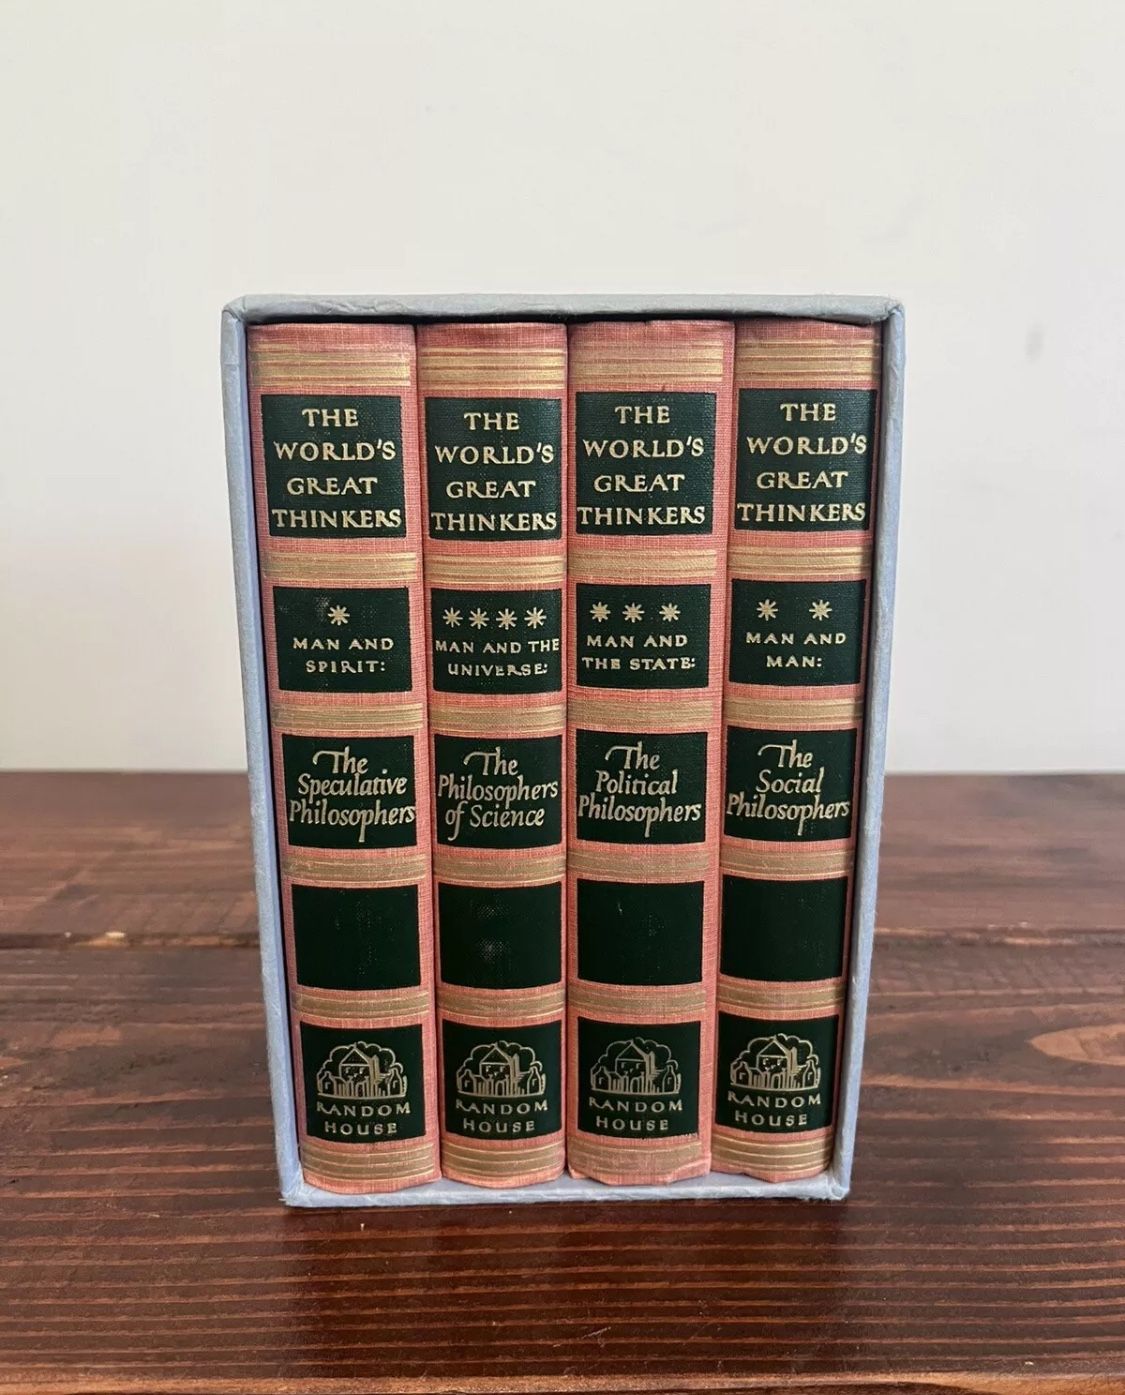 THE
WORLD'S
GREAT
THINKERS
*
MAN AND
SPIRIT:
The
Speculative
Philosophers
RANDOM
HOUSE
THE
WORLD'S
GREAT
THINKERS
* * * *
MAN AND THE
UNIVERSE:
The
Philosophers
of Science
RANDOM
HOUSE
THE
WORLD'S
GREAT
THINKERS
* * *
MAN AND
THE STATE:
The
Political
Philosophers
RANDOM
HOUSE
THE
WORLD'S
GREAT
THINKERS
* *
MAN AND
MAN:
The
Social
Philosophers
RANDOM
HOUSE